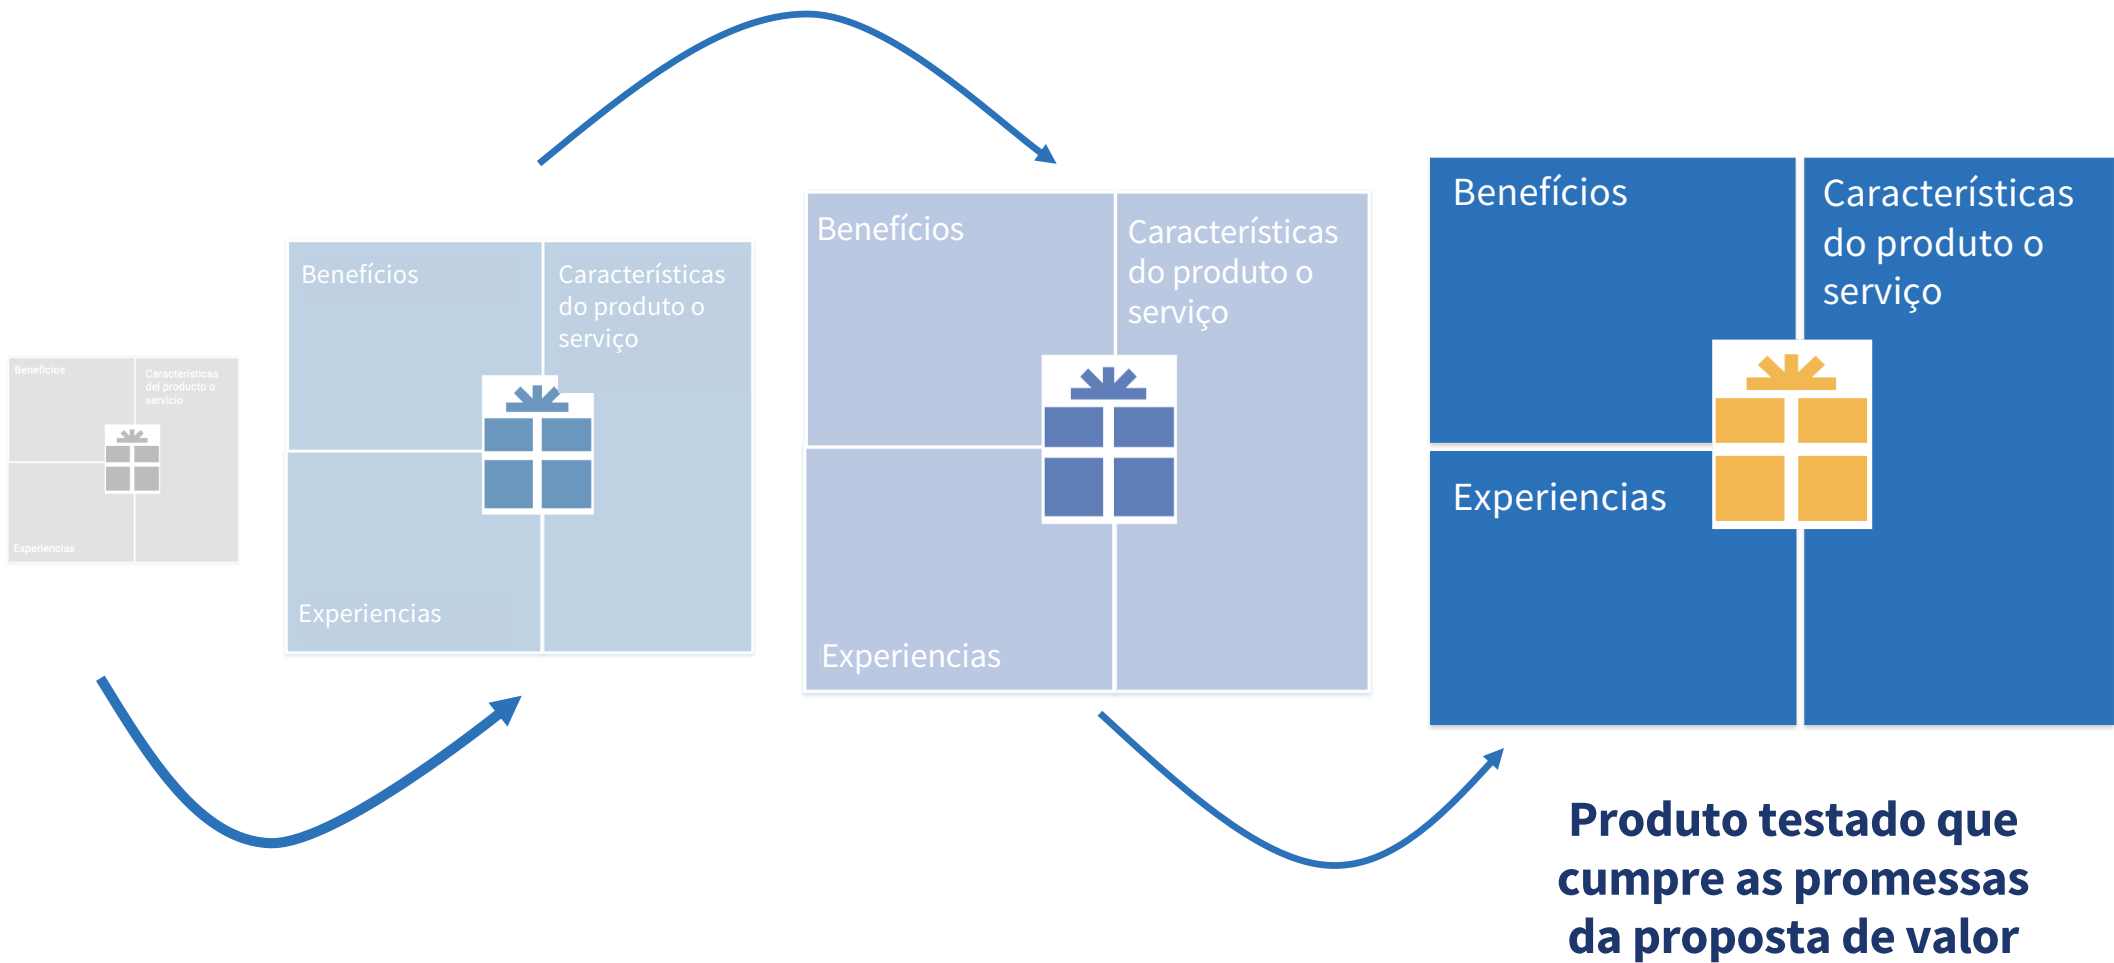 Beneficios
Características
del producto o
servicio
Experiencias
Benefícios
Características
do produto o
serviço
Experiencias
Benefícios
Características
do produto o
serviço
Experiencias
Benefícios
Características
do produto o
serviço
Experiencias
Produto testado que
cumpre as promessas
da proposta de valor